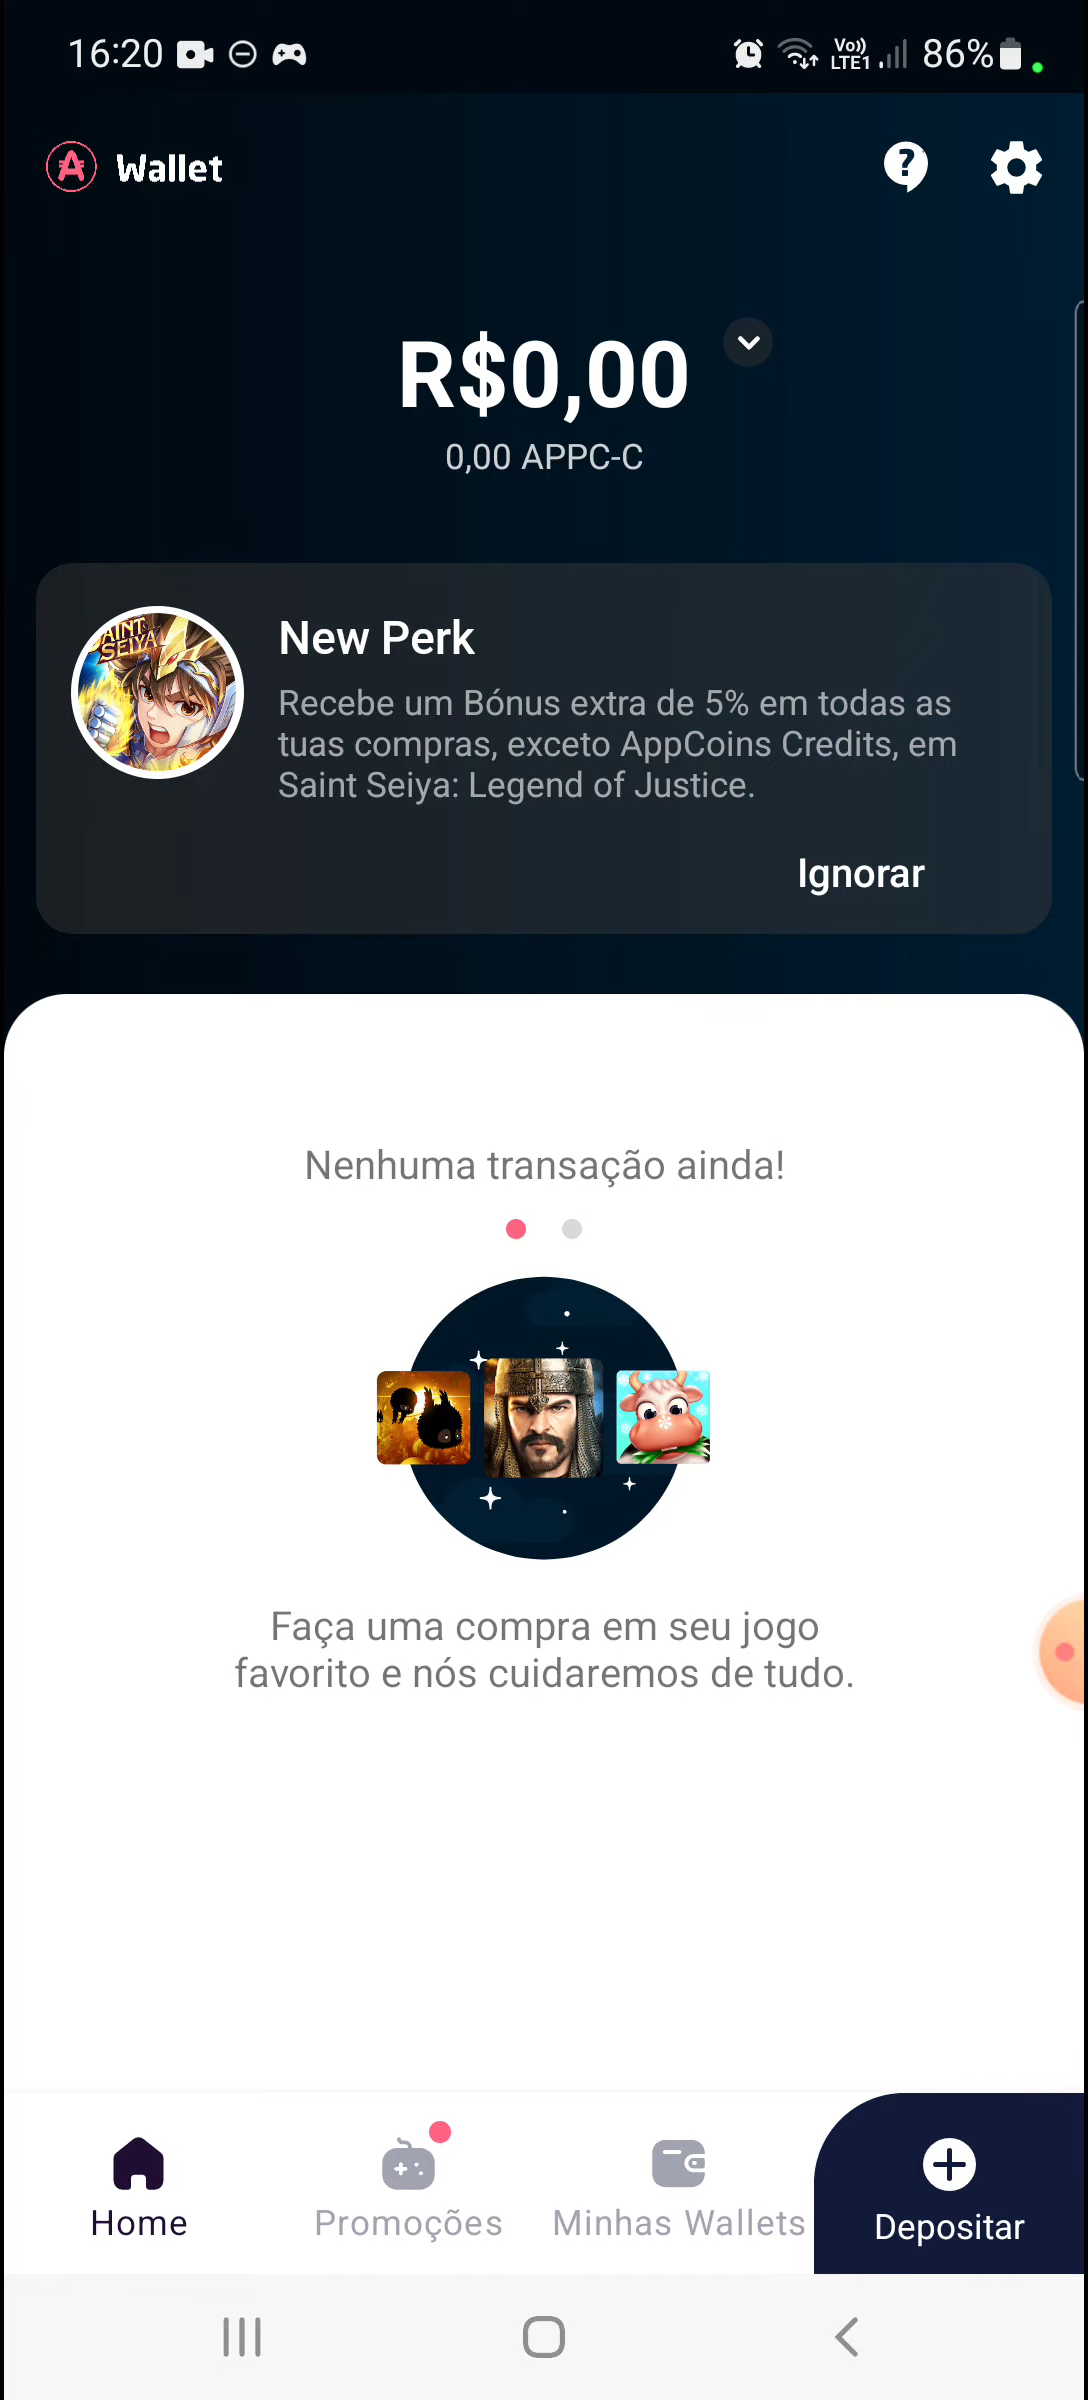 16:20
Vo)) LTE1 86%
Wallet
R$0,00
0,00 APPC-C
SAINT SEIYA
New Perk
Recebe um Bónus extra de 5% em todas as
tuas compras, exceto AppCoins Credits, em
Saint Seiya: Legend of Justice.
Ignorar
Nenhuma transação ainda!
Faça uma compra em seu jogo
favorito e nós cuidaremos de tudo.
Home
Promoções
Minhas Wallets
Depositar